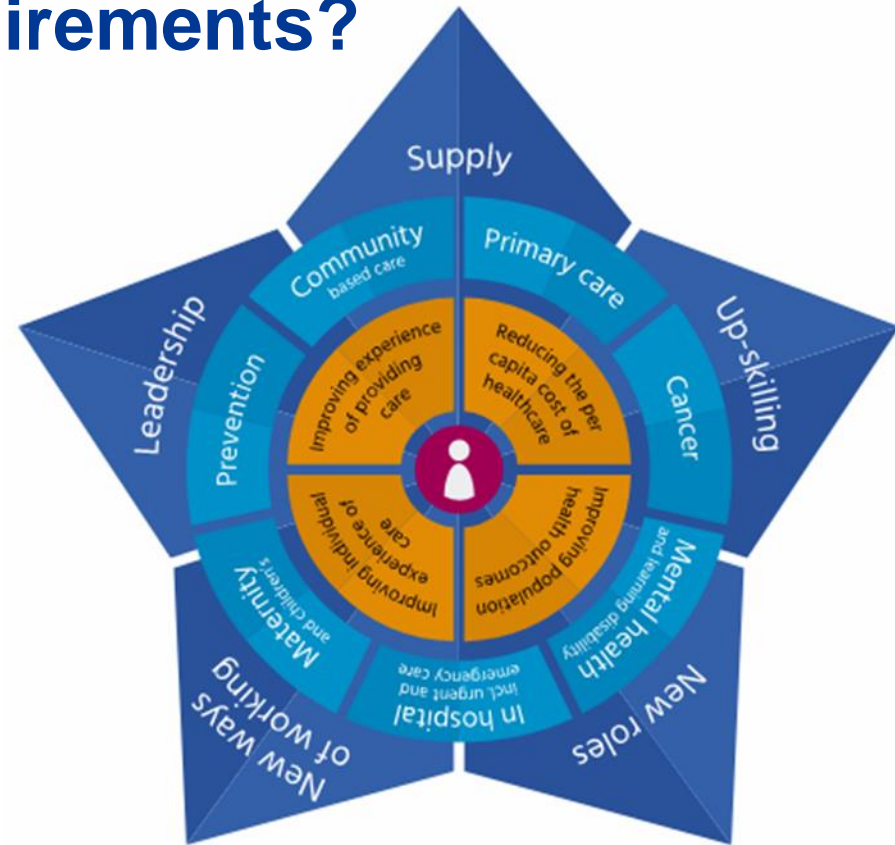 irements?
Supply
Up-skilling
New roles
New ways
of working
Leadership
Community
based care
Primary care
Cancer
Mental health
and learning disability
In hospital
incl. urgent and
emergency care
Maternity
and children's
Prevention
Improving experience
of providing
care
Reducing the per
capita cost of
healthcare
Improving population
health outcomes
Improving individual
experience of
care